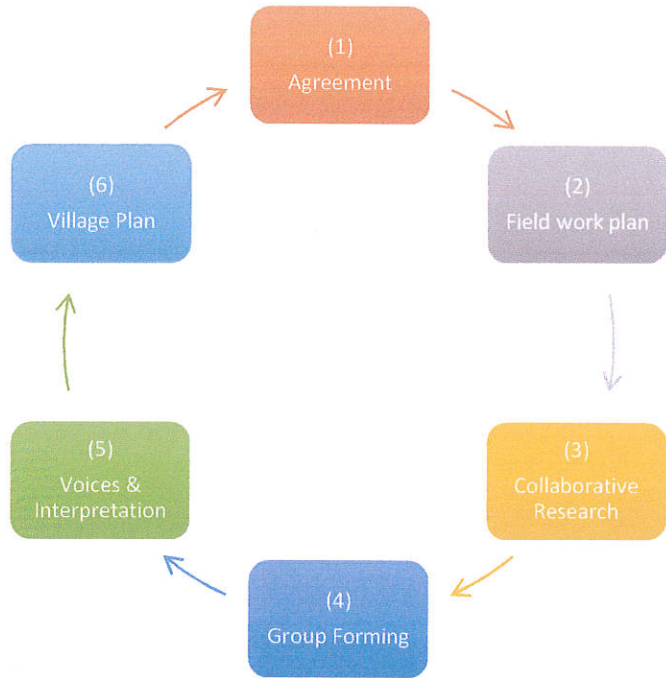 (1)
Agreement
(2)
Field work plan
(3)
Collaborative
Research
(4)
Group Forming
(5)
Voices &
Interpretation
(6)
Village Plan